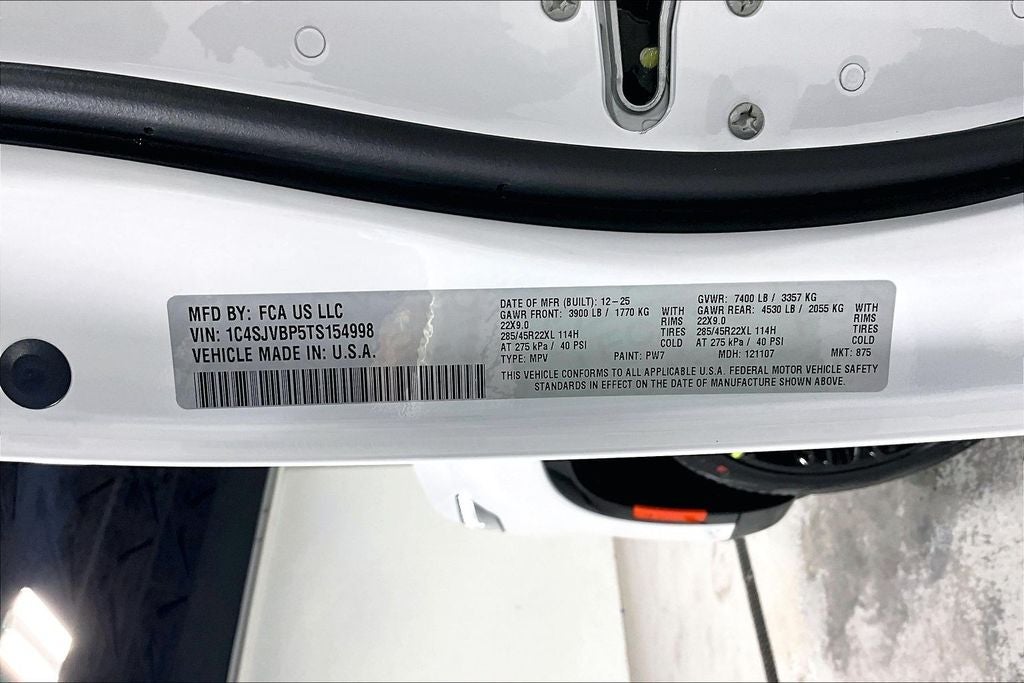 MFD BY: FCA US LLC
VIN: 1C4SJVBP5TS154998
VEHICLE MADE IN: U.S.A.
DATE OF MFR (BUILT): 12-25
GAWR FRONT: 3900 LB / 1770 KG WITH
22X9.0 RIMS
285/45R22XL 114H TIRES
AT 275 kPa / 40 PSI COLD
TYPE: MPV PAINT: PW7
GVWR: 7400 LB / 3357 KG
GAWR REAR: 4530 LB / 2055 KG WITH
22X9.0 RIMS
285/45R22XL 114H TIRES
AT 275 kPa / 40 PSI COLD
MDH: 121107 MKT: 875
THIS VEHICLE CONFORMS TO ALL APPLICABLE U.S.A. FEDERAL MOTOR VEHICLE SAFETY
STANDARDS IN EFFECT ON THE DATE OF MANUFACTURE SHOWN ABOVE.